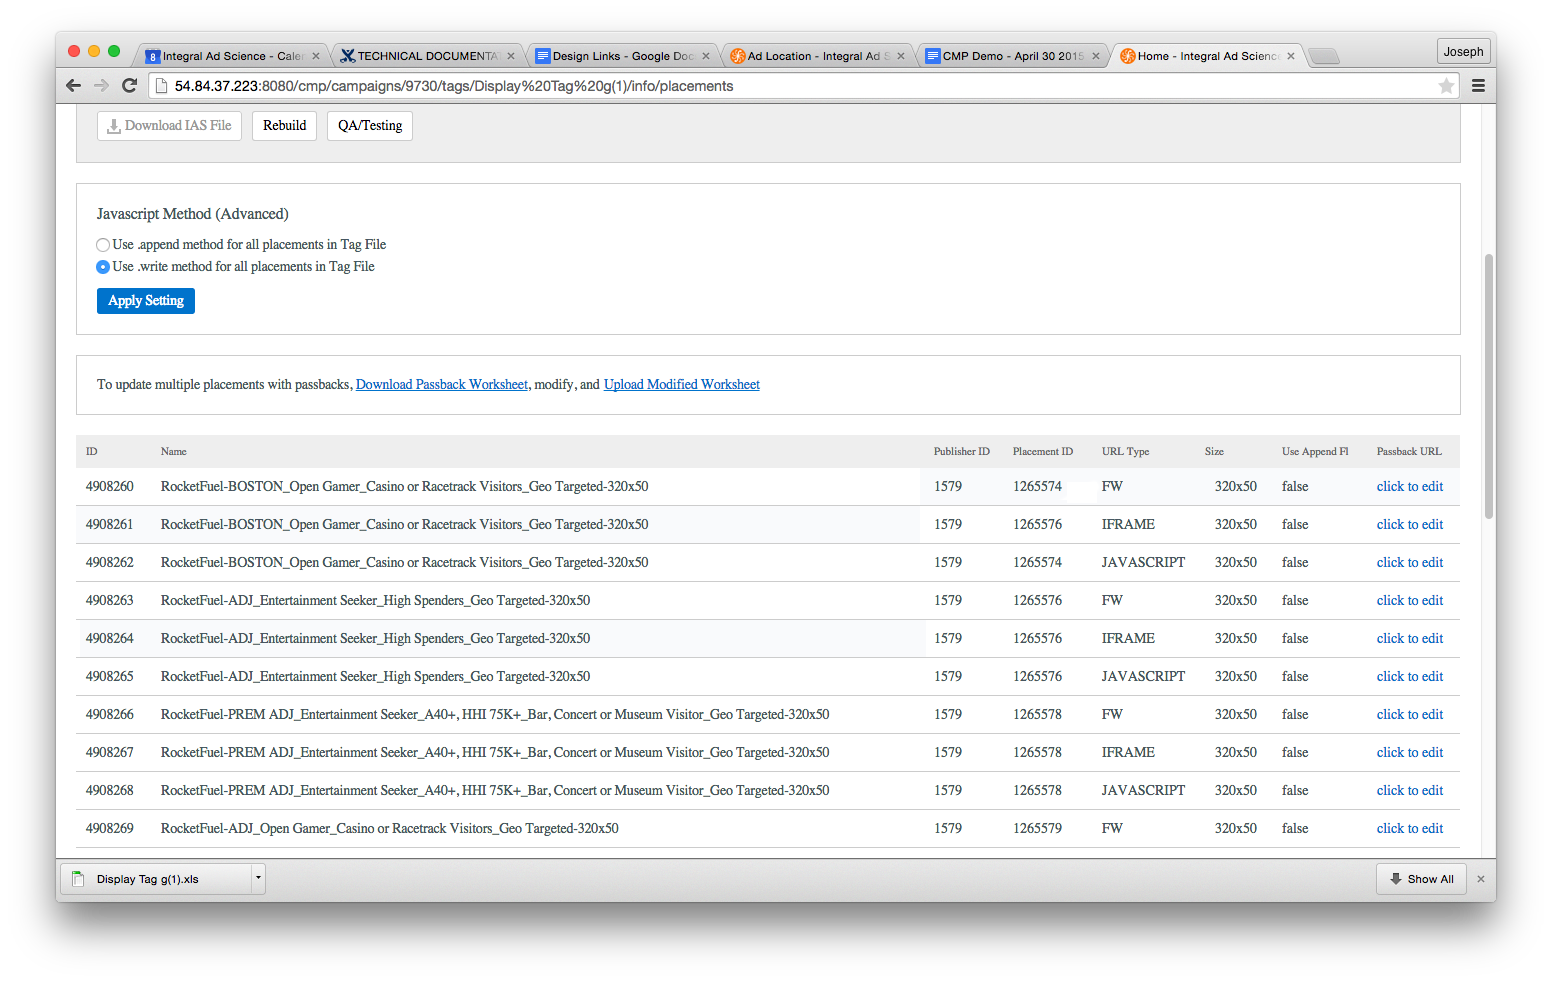 8 Integral Ad Science - Caler
TECHNICAL DOCUMENTAT
Design Links - Google Doc
Ad Location - Integral Ad S
CMP Demo - April 30 2015
Home - Integral Ad Science
Joseph
54.84.37.223:8080/cmp/campaigns/9730/tags/Display%20Tag%20g(1)/info/placements
Download IAS File Rebuild QA/Testing
Javascript Method (Advanced)
Use .append method for all placements in Tag File
Use .write method for all placements in Tag File
Apply Setting
To update multiple placements with passbacks, Download Passback Worksheet, modify, and Upload Modified Worksheet
ID Name Publisher ID Placement ID URL Type Size Use Append Fl Passback URL
4908260 RocketFuel-BOSTON_Open Gamer_Casino or Racetrack Visitors_Geo Targeted-320x50 1579 1265574 FW 320x50 false click to edit
4908261 RocketFuel-BOSTON_Open Gamer_Casino or Racetrack Visitors_Geo Targeted-320x50 1579 1265576 IFRAME 320x50 false click to edit
4908262 RocketFuel-BOSTON_Open Gamer_Casino or Racetrack Visitors_Geo Targeted-320x50 1579 1265574 JAVASCRIPT 320x50 false click to edit
4908263 RocketFuel-ADJ_Entertainment Seeker_High Spenders_Geo Targeted-320x50 1579 1265576 FW 320x50 false click to edit
4908264 RocketFuel-ADJ_Entertainment Seeker_High Spenders_Geo Targeted-320x50 1579 1265576 IFRAME 320x50 false click to edit
4908265 RocketFuel-ADJ_Entertainment Seeker_High Spenders_Geo Targeted-320x50 1579 1265576 JAVASCRIPT 320x50 false click to edit
4908266 RocketFuel-PREM ADJ_Entertainment Seeker_A40+, HHI 75K+_Bar, Concert or Museum Visitor_Geo Targeted-320x50 1579 1265578 FW 320x50 false click to edit
4908267 RocketFuel-PREM ADJ_Entertainment Seeker_A40+, HHI 75K+_Bar, Concert or Museum Visitor_Geo Targeted-320x50 1579 1265578 IFRAME 320x50 false click to edit
4908268 RocketFuel-PREM ADJ_Entertainment Seeker_A40+, HHI 75K+_Bar, Concert or Museum Visitor_Geo Targeted-320x50 1579 1265578 JAVASCRIPT 320x50 false click to edit
4908269 RocketFuel-ADJ_Open Gamer_Casino or Racetrack Visitors_Geo Targeted-320x50 1579 1265579 FW 320x50 false click to edit
Display Tag g(1).xls Show All